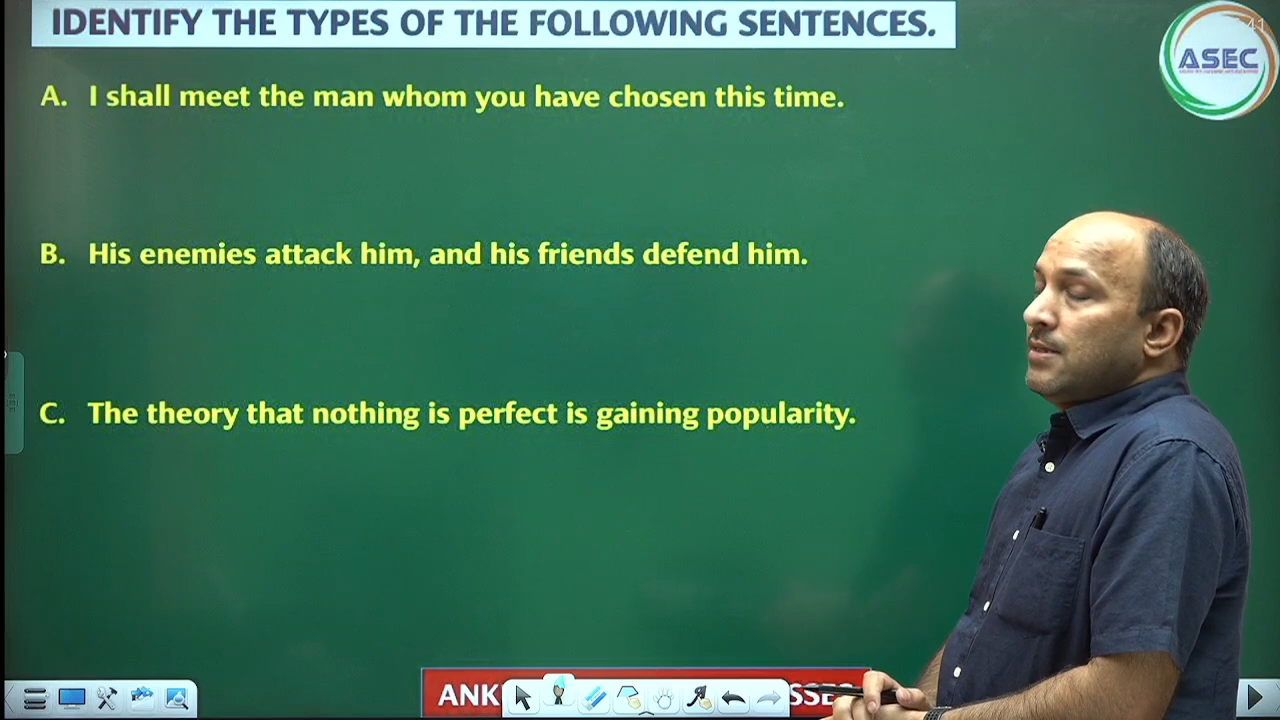 IDENTIFY THE TYPES OF THE FOLLOWING SENTENCES.
41
ASEC
A. I shall meet the man whom you have chosen this time.
B. His enemies attack him, and his friends defend him.
C. The theory that nothing is perfect is gaining popularity.